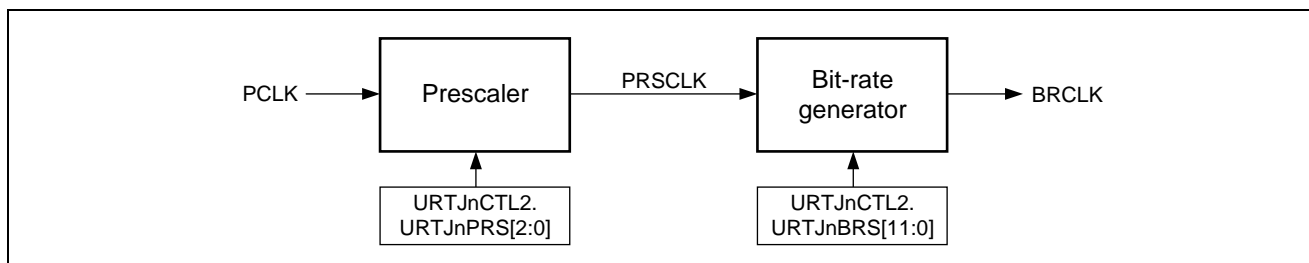 PCLK
Prescaler
PRSCLK
Bit-rate
generator
BRCLK
URTJnCTL2.
URTJnPRS[2:0]
URTJnCTL2.
URTJnBRS[11:0]